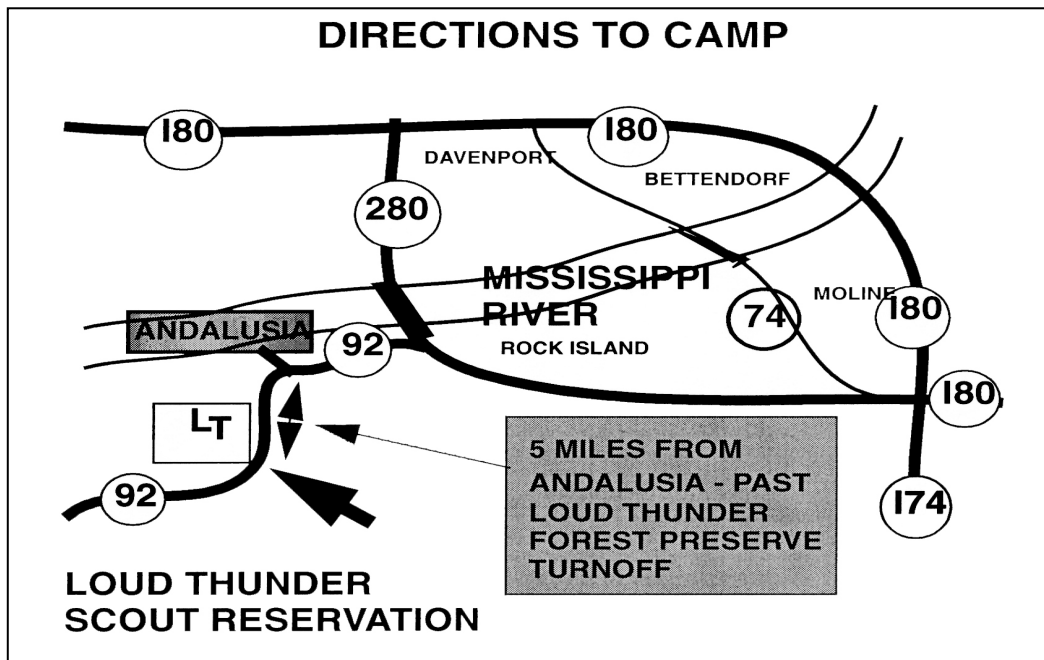 DIRECTIONS TO CAMP
I80
I80
DAVENPORT
BETTENDORF
280
MISSISSIPPI
RIVER
MOLINE
74
I80
ANDALUSIA
92
ROCK ISLAND
I80
LT
5 MILES FROM
ANDALUSIA - PAST
LOUD THUNDER
FOREST PRESERVE
TURNOFF
92
I74
LOUD THUNDER
SCOUT RESERVATION